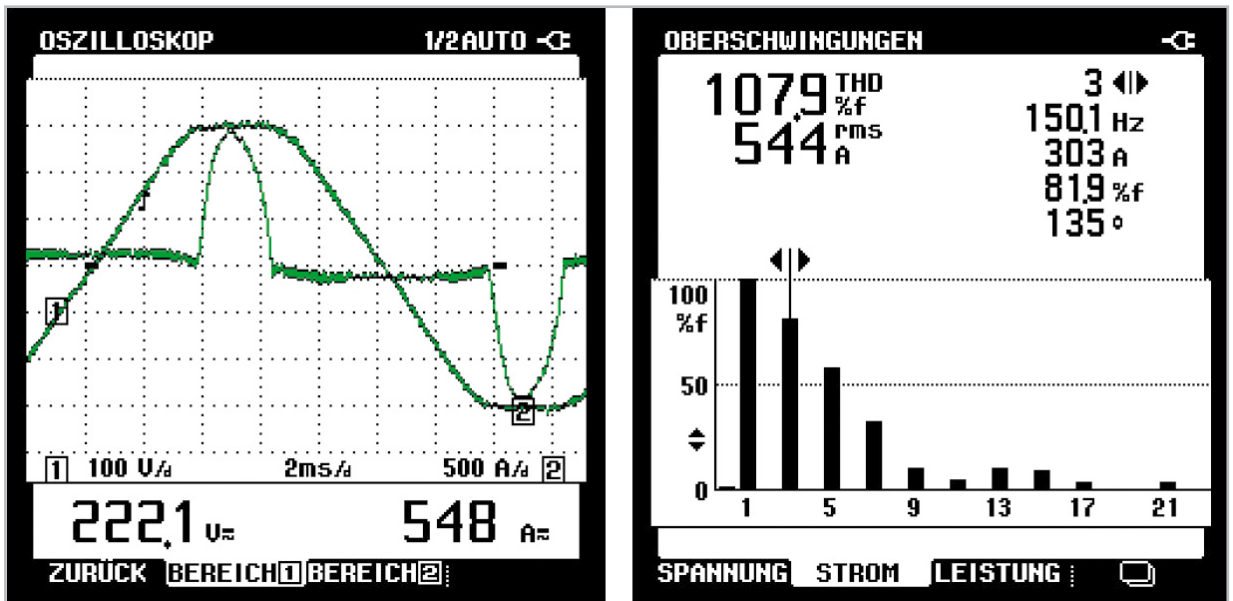 OSZILLOSKOP 1/2 AUTO
1
2
1 100 V/d 2ms/d 500 A/d 2
222,1 V≂ 548 A≂
ZURÜCK BEREICH1 BEREICH2
OBERSCHWINGUNGEN
107,9 THD %f
544 rms A
3
150,1 Hz
303 A
81,9 %f
135 °
100
%f
50
0
1 5 9 13 17 21
SPANNUNG STROM LEISTUNG